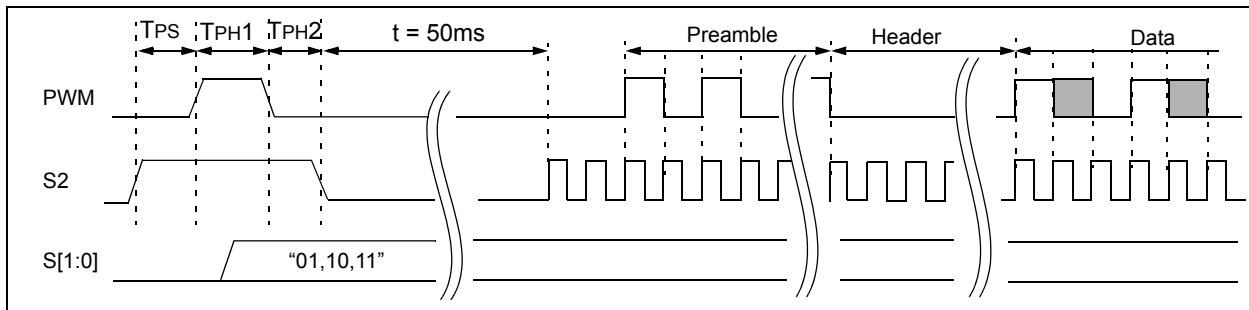 TPS TPH1 TPH2 t = 50ms Preamble Header Data
PWM
S2
S[1:0] “01,10,11”